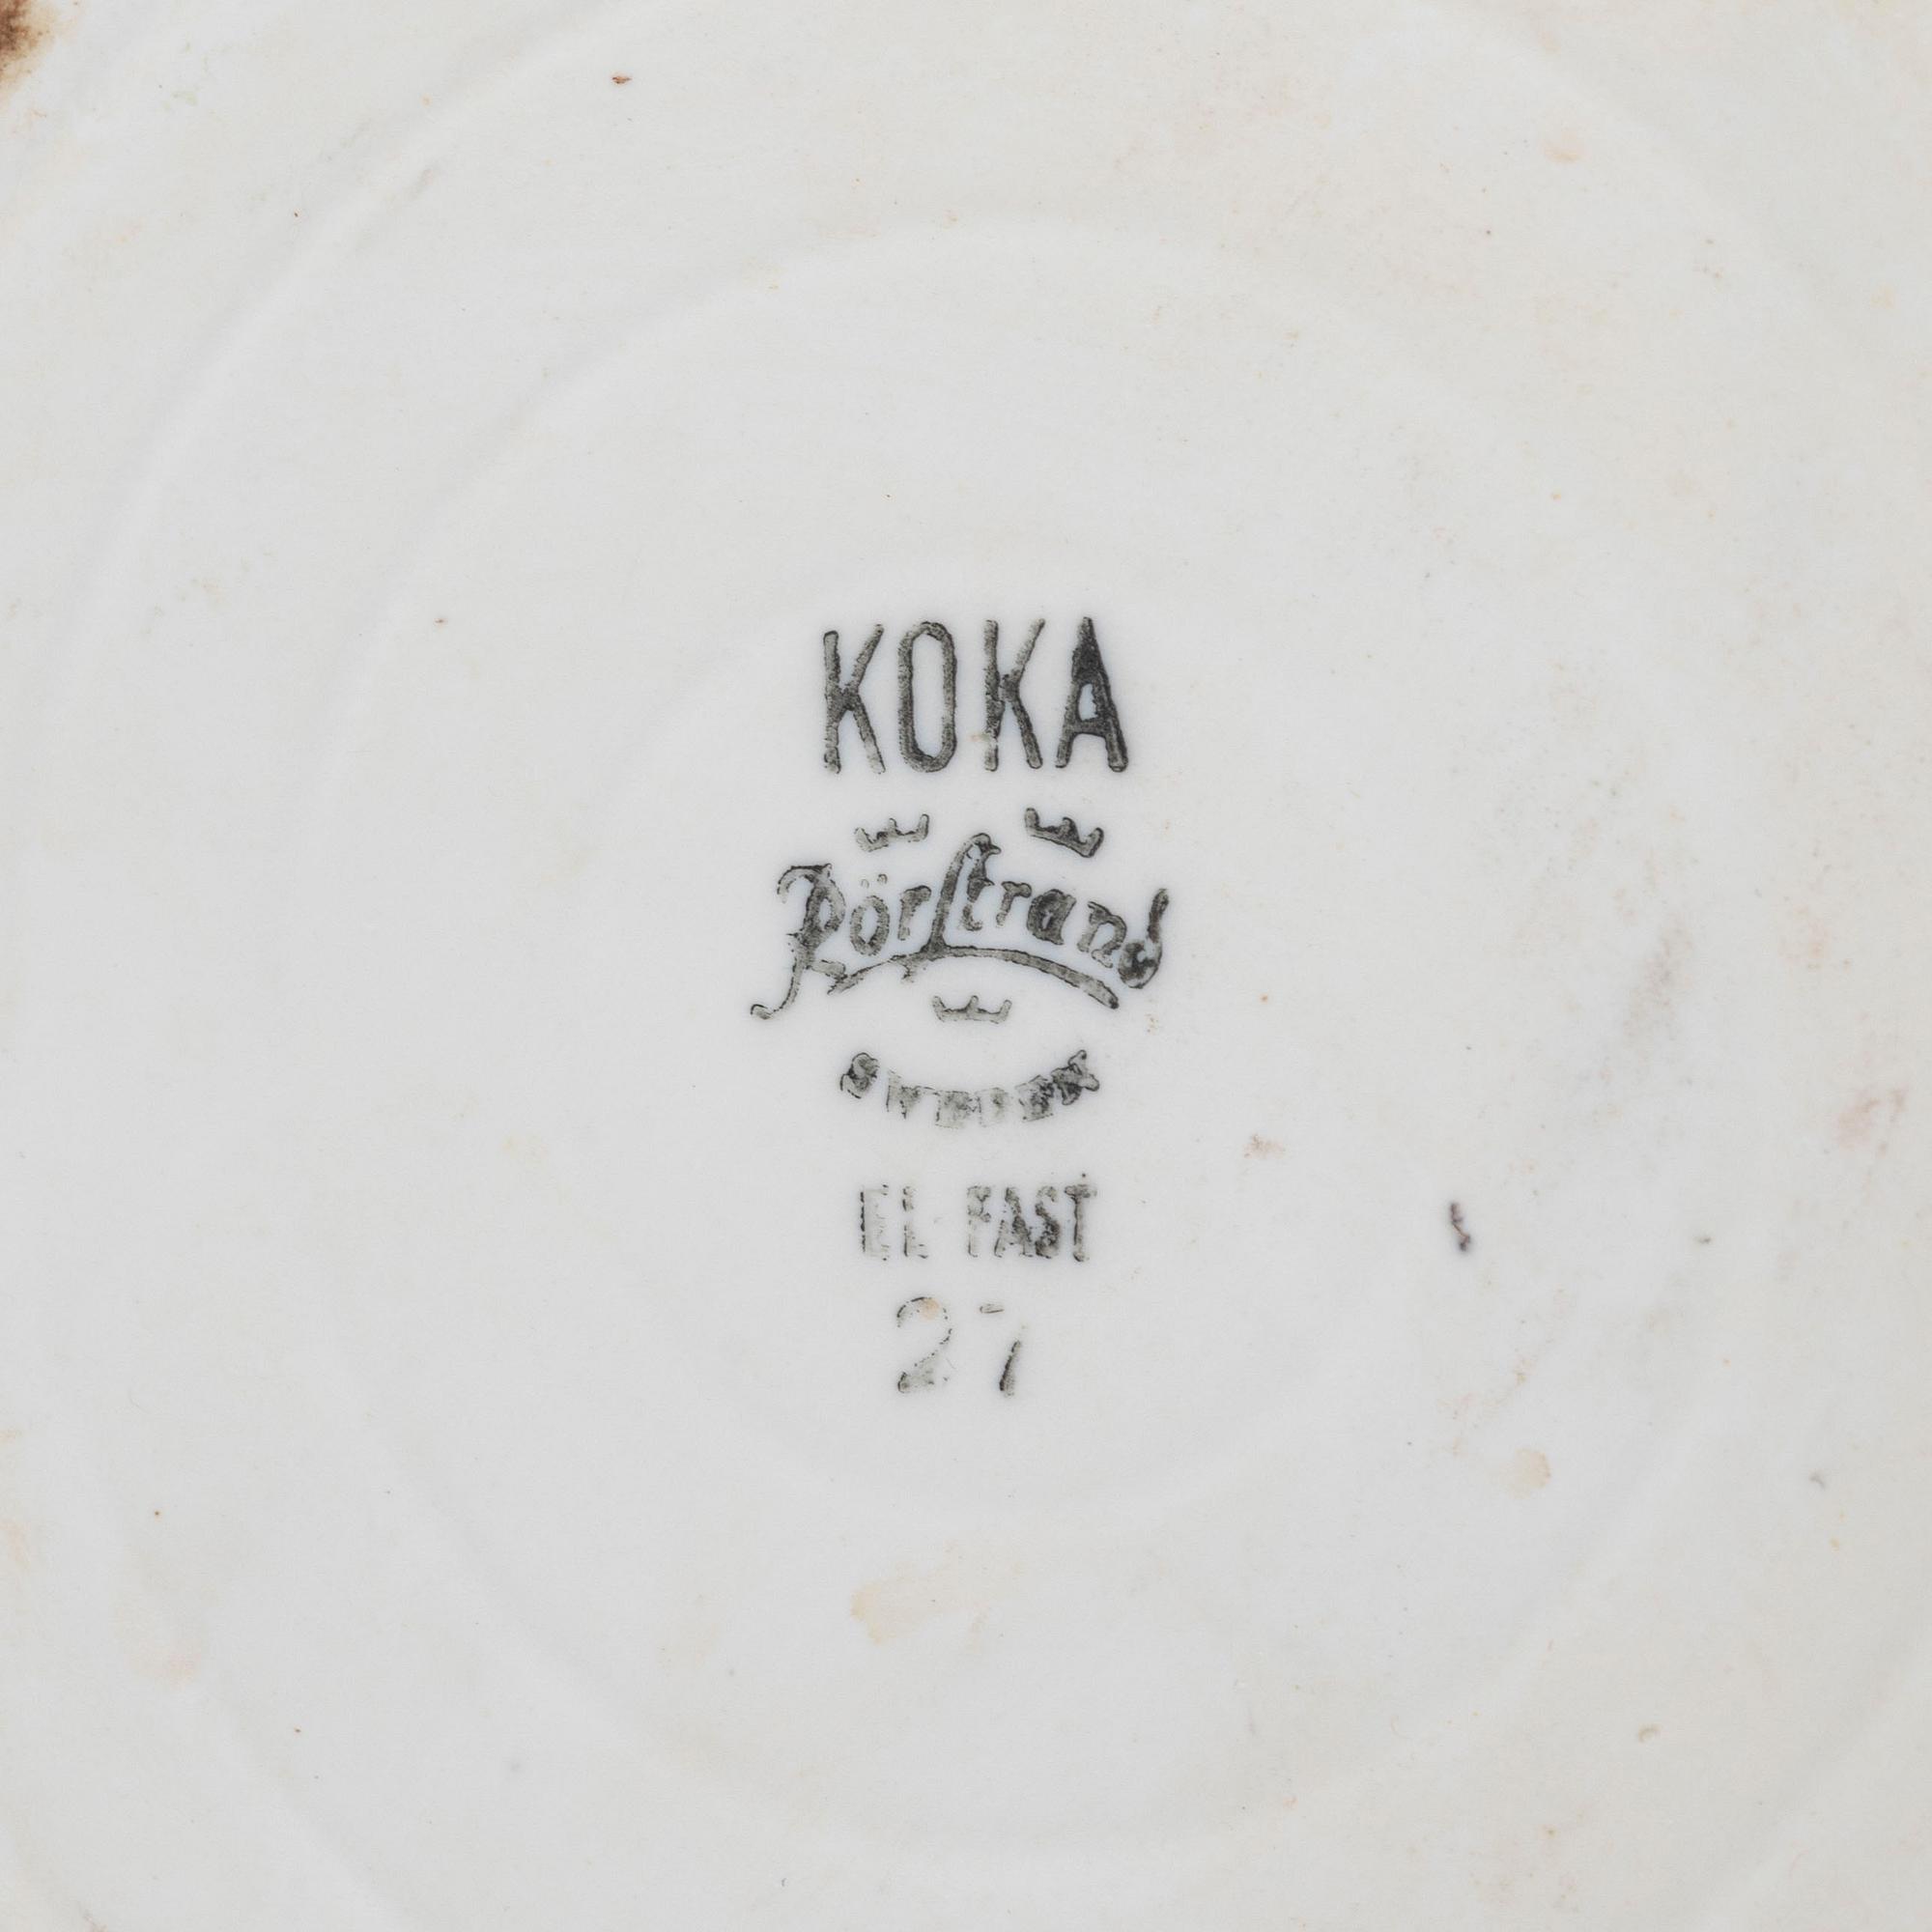 KOKA
Rörstrand
SWEDEN
EL FAST
27